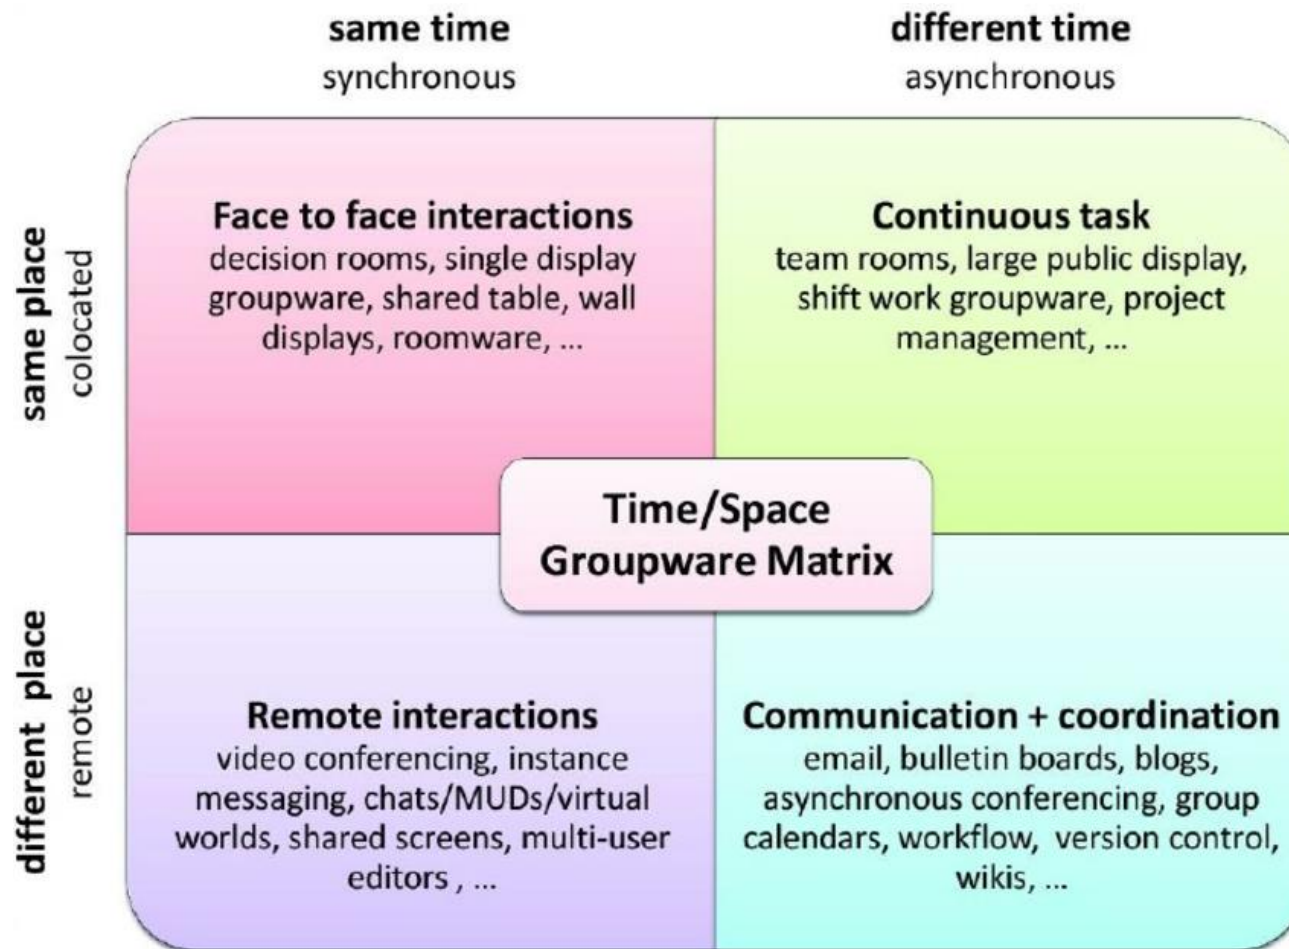 same time
synchronous
different time
asynchronous
same place
colocated
Face to face interactions
decision rooms, single display
groupware, shared table, wall
displays, roomware, ...
Continuous task
team rooms, large public display,
shift work groupware, project
management, ...
Time/Space
Groupware Matrix
different place
remote
Remote interactions
video conferencing, instance
messaging, chats/MUDs/virtual
worlds, shared screens, multi-user
editors , ...
Communication + coordination
email, bulletin boards, blogs,
asynchronous conferencing, group
calendars, workflow, version control,
wikis, ...